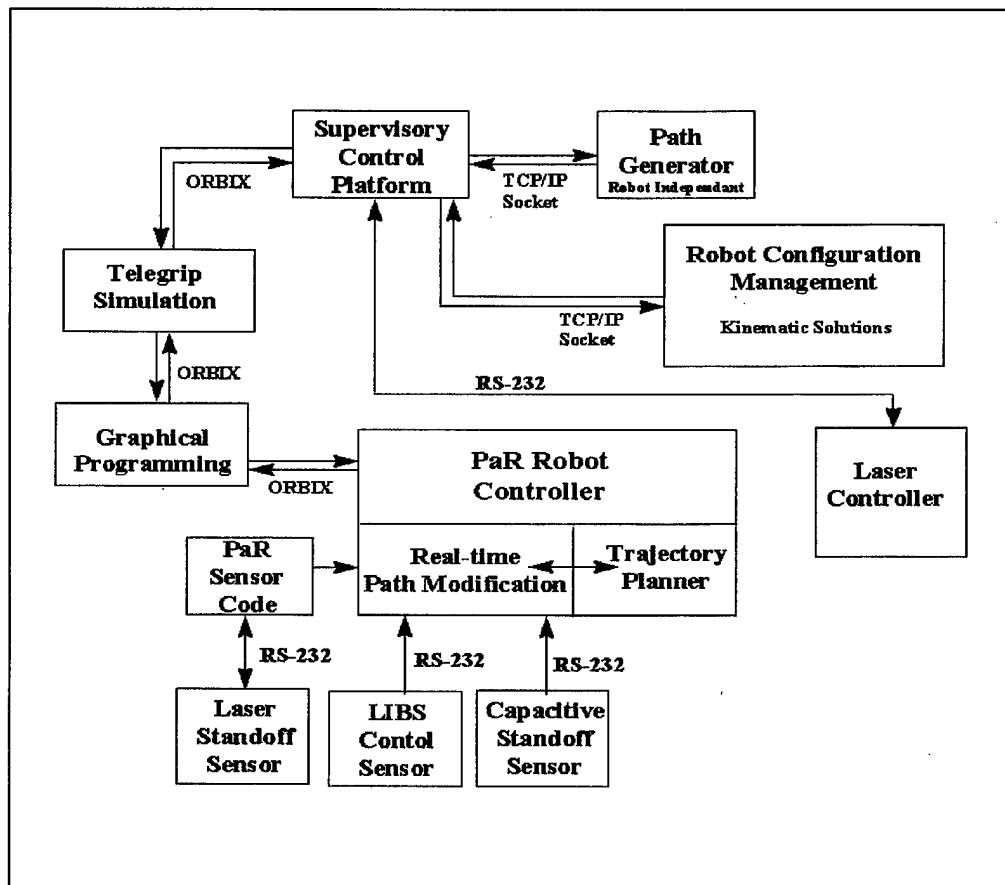 Supervisory
Control
Platform
Path
Generator
Robot Independant
ORBIX
TCP/IP
Socket
Telegrip
Simulation
Robot Configuration
Management
Kinematic Solutions
TCP/IP
Socket
ORBIX
RS-232
Graphical
Programming
ORBIX
PaR Robot
Controller
Laser
Controller
PaR
Sensor
Code
Real-time
Path Modification
Trajectory
Planner
RS-232
RS-232
RS-232
Laser
Standoff
Sensor
LIBS
Contol
Sensor
Capacitive
Standoff
Sensor